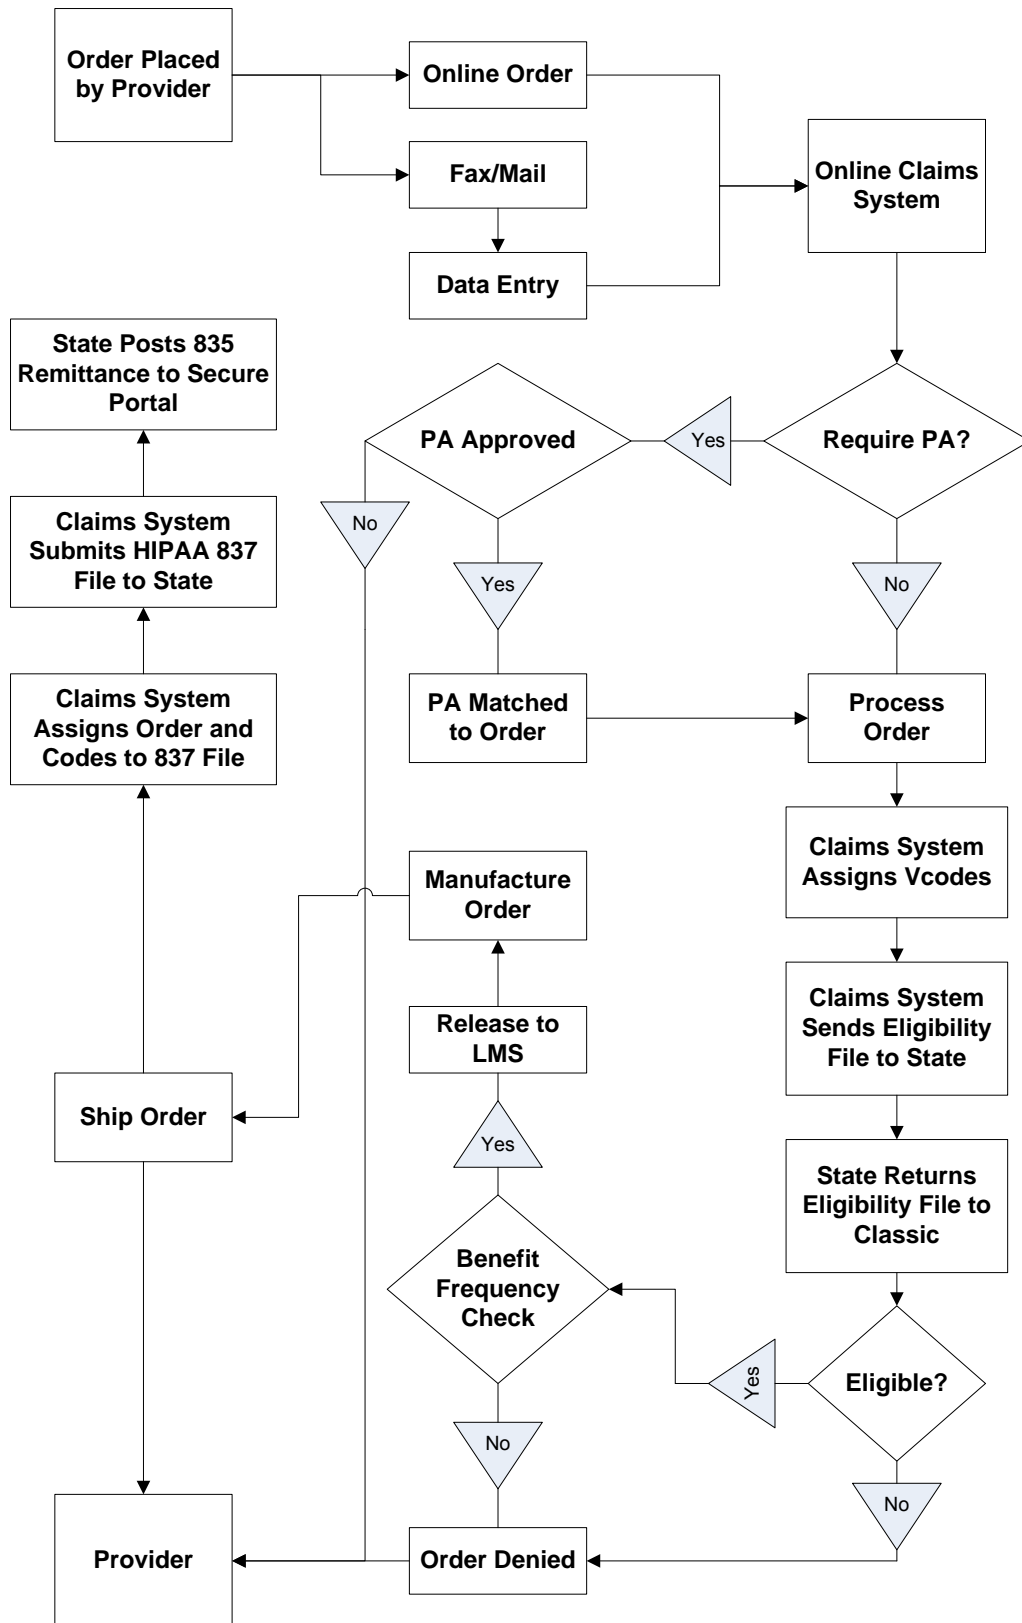 Order Placed
by Provider
Online Order
Fax/Mail
Data Entry
Online Claims
System
Require PA?
Yes
PA Approved
No
Yes
No
PA Matched
to Order
Process
Order
Claims System
Assigns Vcodes
Claims System
Sends Eligibility
File to State
State Returns
Eligibility File to
Classic
Eligible?
Yes
No
Benefit
Frequency
Check
Yes
No
Order Denied
Release to
LMS
Manufacture
Order
Ship Order
Provider
Claims System
Assigns Order and
Codes to 837 File
Claims System
Submits HIPAA 837
File to State
State Posts 835
Remittance to Secure
Portal